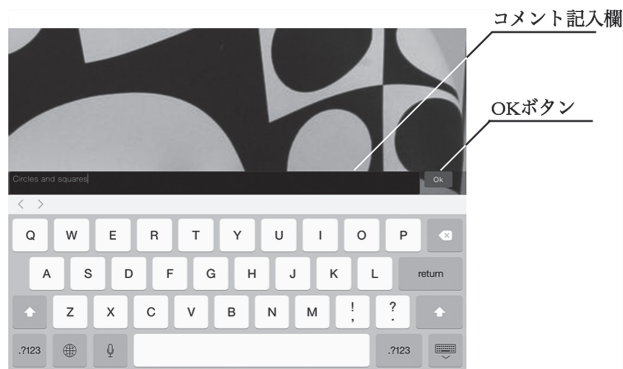 コメント記入欄
OKボタン
Circles and squares
Ok
Q W E R T Y U I O P
A S D F G H J K L return
Z X C V B N M ! , ? .
.?123 .?123